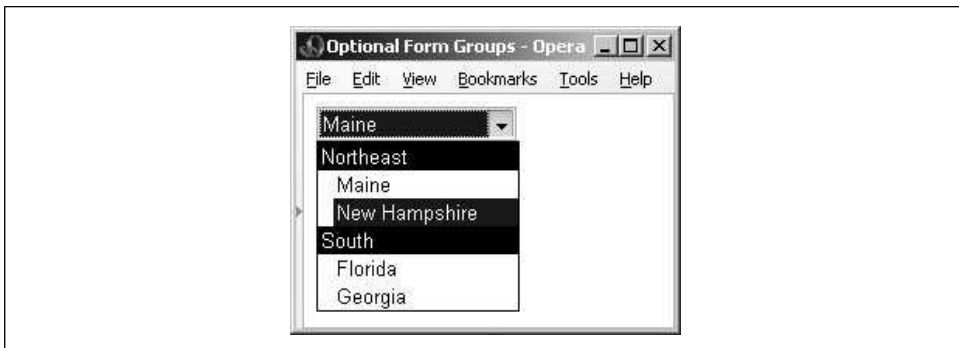 Optional Form Groups - Opera
File Edit View Bookmarks Tools Help
Maine
Northeast
Maine
New Hampshire
South
Florida
Georgia